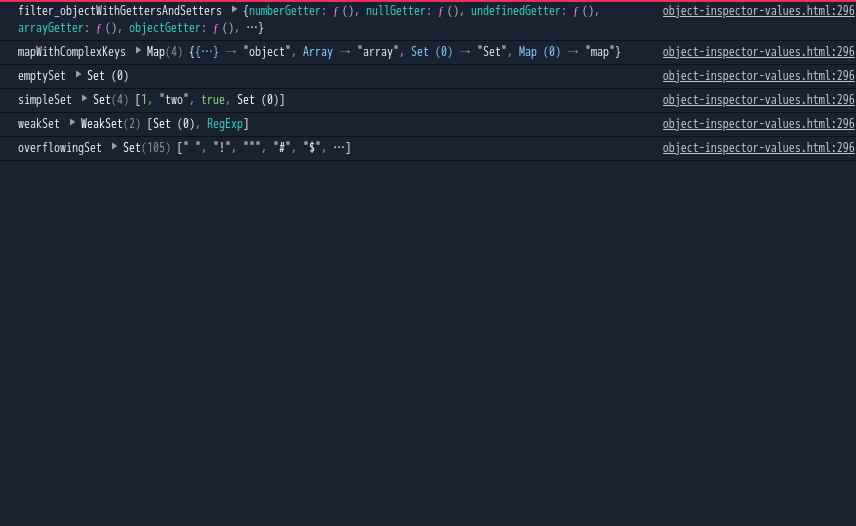 filter_objectWithGettersAndSetters ▶ {numberGetter: ƒ (), nullGetter: ƒ (), undefinedGetter: ƒ (), object-inspector-values.html:296
arrayGetter: ƒ (), objectGetter: ƒ (), …}
mapWithComplexKeys ▶ Map(4) {{…} → "object", Array → "array", Set (0) → "Set", Map (0) → "map"} object-inspector-values.html:296
emptySet ▶ Set (0) object-inspector-values.html:296
simpleSet ▶ Set(4) [1, "two", true, Set (0)] object-inspector-values.html:296
weakSet ▶ WeakSet(2) [Set (0), RegExp] object-inspector-values.html:296
overflowingSet ▶ Set(105) [" ", "!", """, "#", "$", …] object-inspector-values.html:296